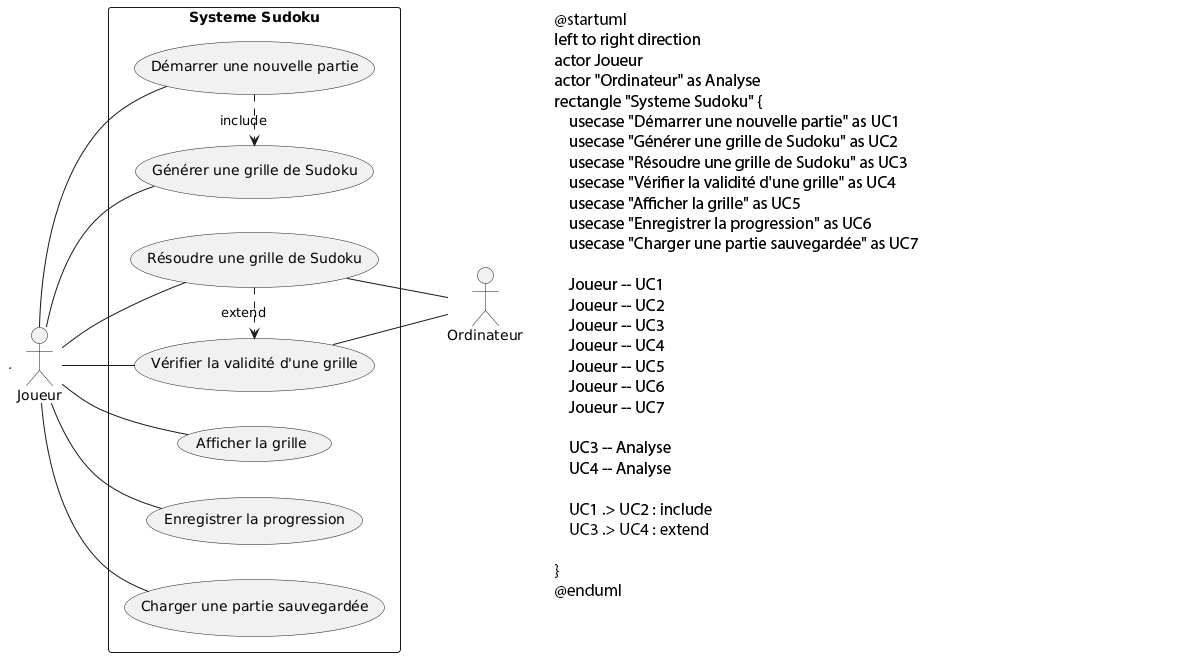 Systeme Sudoku
Démarrer une nouvelle partie
include
Générer une grille de Sudoku
Résoudre une grille de Sudoku
extend
Vérifier la validité d'une grille
Afficher la grille
Enregistrer la progression
Charger une partie sauvegardée
Joueur
Ordinateur
@startuml
left to right direction
actor Joueur
actor "Ordinateur" as Analyse
rectangle "Systeme Sudoku" {
usecase "Démarrer une nouvelle partie" as UC1
usecase "Générer une grille de Sudoku" as UC2
usecase "Résoudre une grille de Sudoku" as UC3
usecase "Vérifier la validité d'une grille" as UC4
usecase "Afficher la grille" as UC5
usecase "Enregistrer la progression" as UC6
usecase "Charger une partie sauvegardée" as UC7
Joueur -- UC1
Joueur -- UC2
Joueur -- UC3
Joueur -- UC4
Joueur -- UC5
Joueur -- UC6
Joueur -- UC7
UC3 -- Analyse
UC4 -- Analyse
UC1 .> UC2 : include
UC3 .> UC4 : extend
}
@enduml